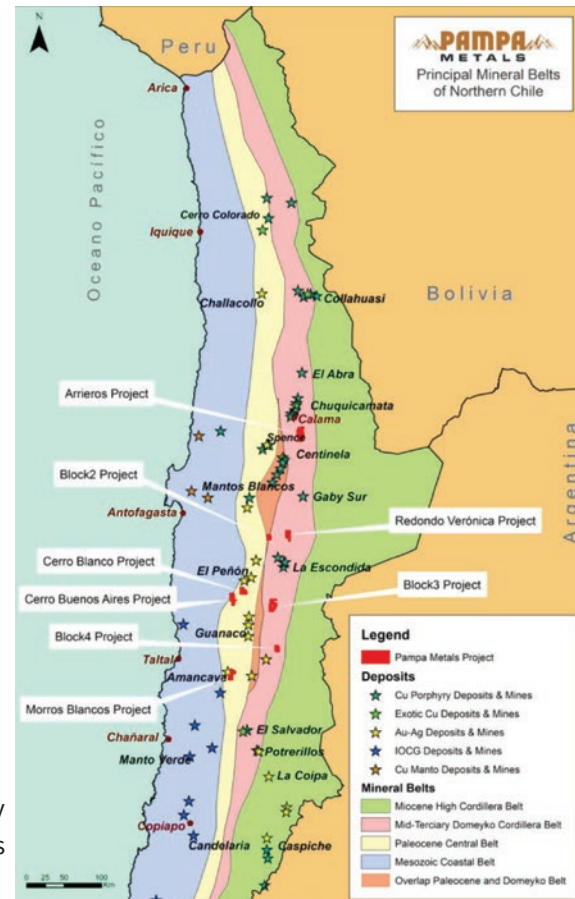 Peru
PAMPA
METALS
Principal Mineral Belts
of Northern Chile
Arica
Oceano Pacífico
Cerro Colorado
Iquique
Challacollo
Collahuasi
Bolivia
El Abra
Arrieros Project
Chuquicamata
Calama
Spence
Centinela
Block2 Project
Mantos Blancos
Gaby Sur
Argentina
Antofagasta
Redondo Verónica Project
Cerro Blanco Project
El Peñón
La Escondida
Cerro Buenos Aires Project
Block3 Project
Guanaco
Block4 Project
Taltal
Amancaya
Morros Blancos Project
El Salvador
Chañaral
Potrerillos
Manto Verde
La Coipa
Copiapo
Candelaria
Caspiche
Legend
Pampa Metals Project
Deposits
Cu Porphyry Deposits & Mines
Exotic Cu Deposits & Mines
Au-Ag Deposits & Mines
IOCG Deposits & Mines
Cu Manto Deposits & Mines
Mineral Belts
Miocene High Cordillera Belt
Mid-Terciary Domeyko Cordillera Belt
Paleocene Central Belt
Mesozoic Coastal Belt
Overlap Paleocene and Domeyko Belt
0 25 50 100
Km